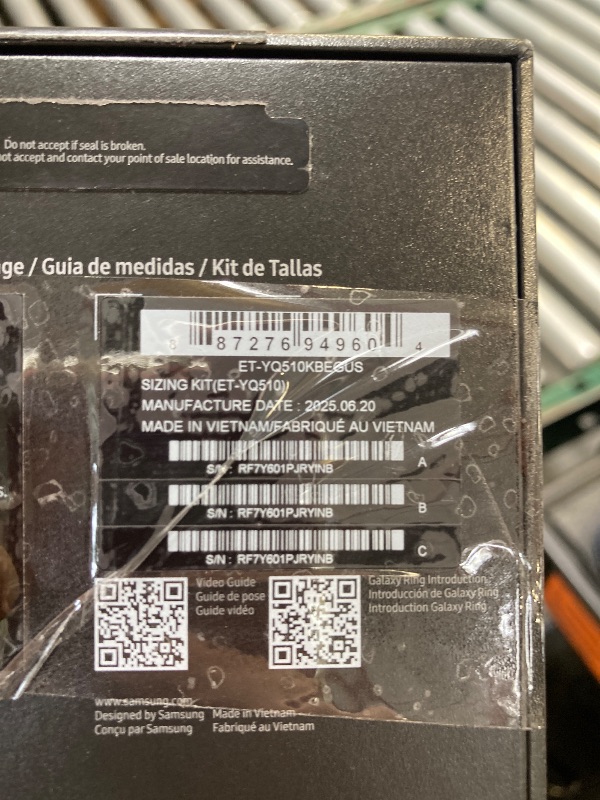 Do not accept if seal is broken.
not accept and contact your point of sale location for assistance.
/ Guia de medidas / Kit de Tallas
8 87276 94960 4
ET-YQ510KBEGUS
SIZING KIT(ET-YQ510)
MANUFACTURE DATE : 2025.06.20
MADE IN VIETNAM/FABRIQUÉ AU VIETNAM
S/N : RF7Y601PJRYINB A
S/N : RF7Y601PJRYINB B
S/N : RF7Y601PJRYINB C
Video Guide
Guide de pose
Guide vidéo
Galaxy Ring Introduction
Introducción de Galaxy Ring
Introduction Galaxy Ring
www.samsung.com
Designed by Samsung Made in Vietnam
Conçu par Samsung Fabriqué au Vietnam